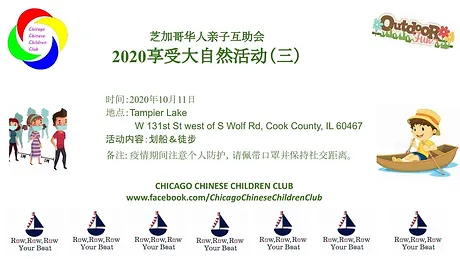 Chicago
Chinese
Children
Club
OutdooR
Fun
芝加哥华人亲子互助会
2020享受大自然活动(三)
时间:2020年10月11日
地点:Tampier Lake
W 131st St west of S Wolf Rd, Cook County, IL 60467
活动内容:划船&徒步
备注:疫情期间注意个人防护,请佩带口罩并保持社交距离。
CHICAGO CHINESE CHILDREN CLUB
www.facebook.com/ChicagoChineseChildrenClub
Row,Row,Row Row,Row,Row Row,Row,Row Row,Row,Row Row,Row,Row Row,Row,Row Row,Row,Row
Your Boat Your Boat Your Boat Your Boat Your Boat Your Boat Your Boat